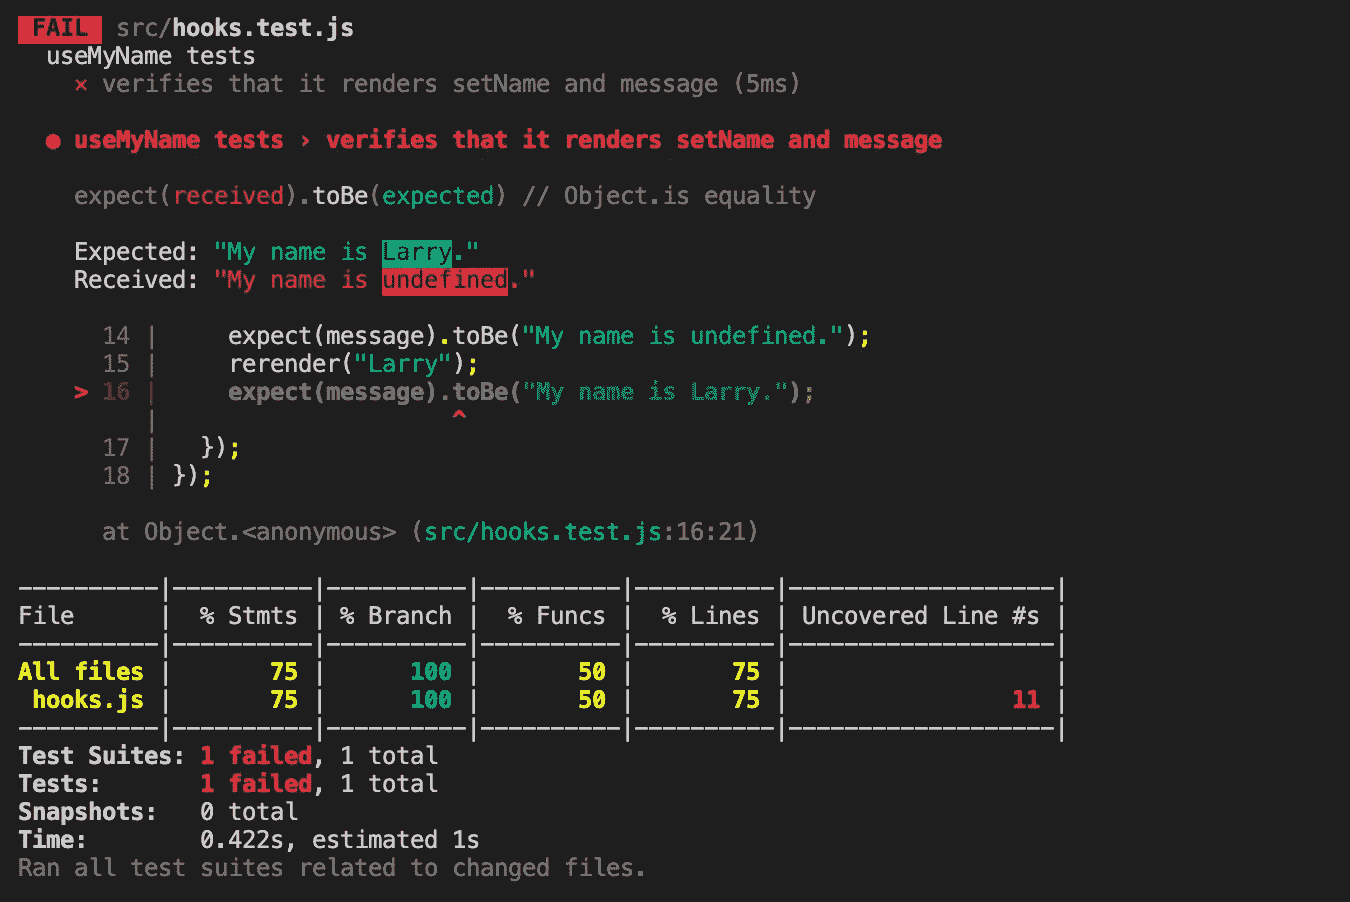 FAIL src/hooks.test.js
useMyName tests
× verifies that it renders setName and message (5ms)
● useMyName tests › verifies that it renders setName and message
expect(received).toBe(expected) // Object.is equality
Expected: "My name is Larry."
Received: "My name is undefined."
14 |     expect(message).toBe("My name is undefined.");
15 |     rerender("Larry");
> 16 |     expect(message).toBe("My name is Larry.");
|                     ^
17 |   });
18 | });
at Object.<anonymous> (src/hooks.test.js:16:21)
----------|----------|----------|----------|----------|-------------------|
File      |  % Stmts | % Branch |  % Funcs |  % Lines | Uncovered Line #s |
----------|----------|----------|----------|----------|-------------------|
All files |       75 |      100 |       50 |       75 |                   |
hooks.js |       75 |      100 |       50 |       75 |                11 |
----------|----------|----------|----------|----------|-------------------|
Test Suites: 1 failed, 1 total
Tests:       1 failed, 1 total
Snapshots:   0 total
Time:        0.422s, estimated 1s
Ran all test suites related to changed files.